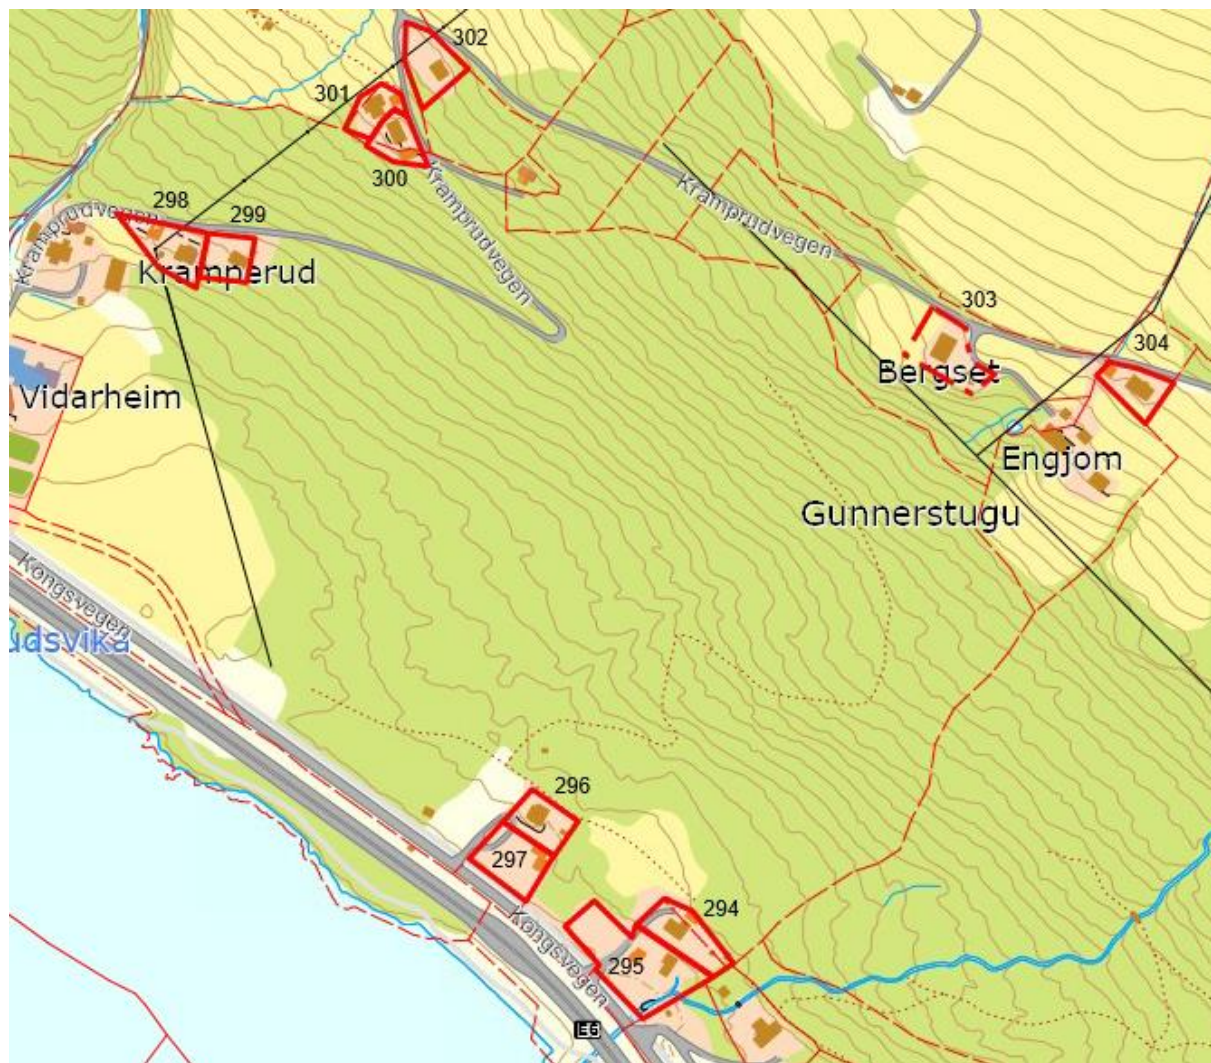 302
301
300
Kramprudvegen
298
299
Kramprudvegen
Kramprudvegen
Kramperud
303
304
Bergset
Vidarheim
Engjom
Gunnerstugu
Kongsvegen
udsvika
296
297
294
Kongsvegen
295
E6